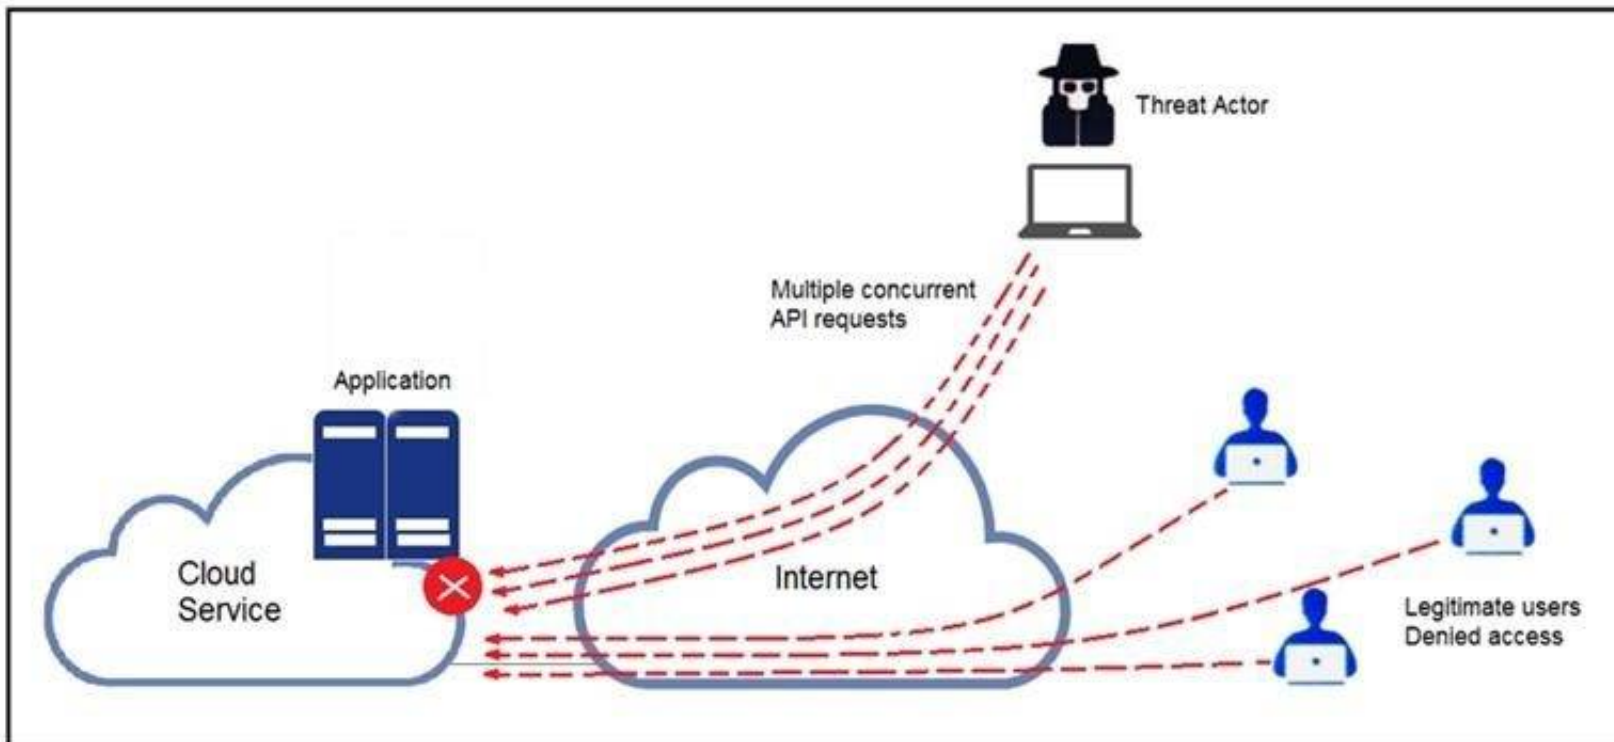 Threat Actor
Multiple concurrent
API requests
Application
Cloud
Service
Internet
Legitimate users
Denied access